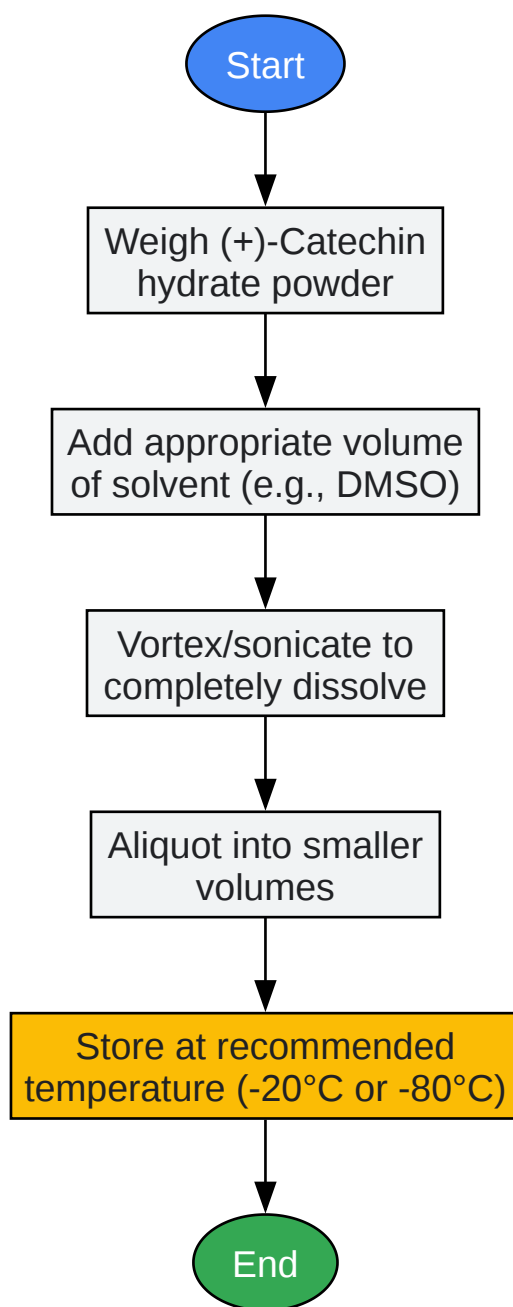 Start
Weigh (+)-Catechin
hydrate powder
Add appropriate volume
of solvent (e.g., DMSO)
Vortex/sonicate to
completely dissolve
Aliquot into smaller
volumes
Store at recommended
temperature (-20°C or -80°C)
End